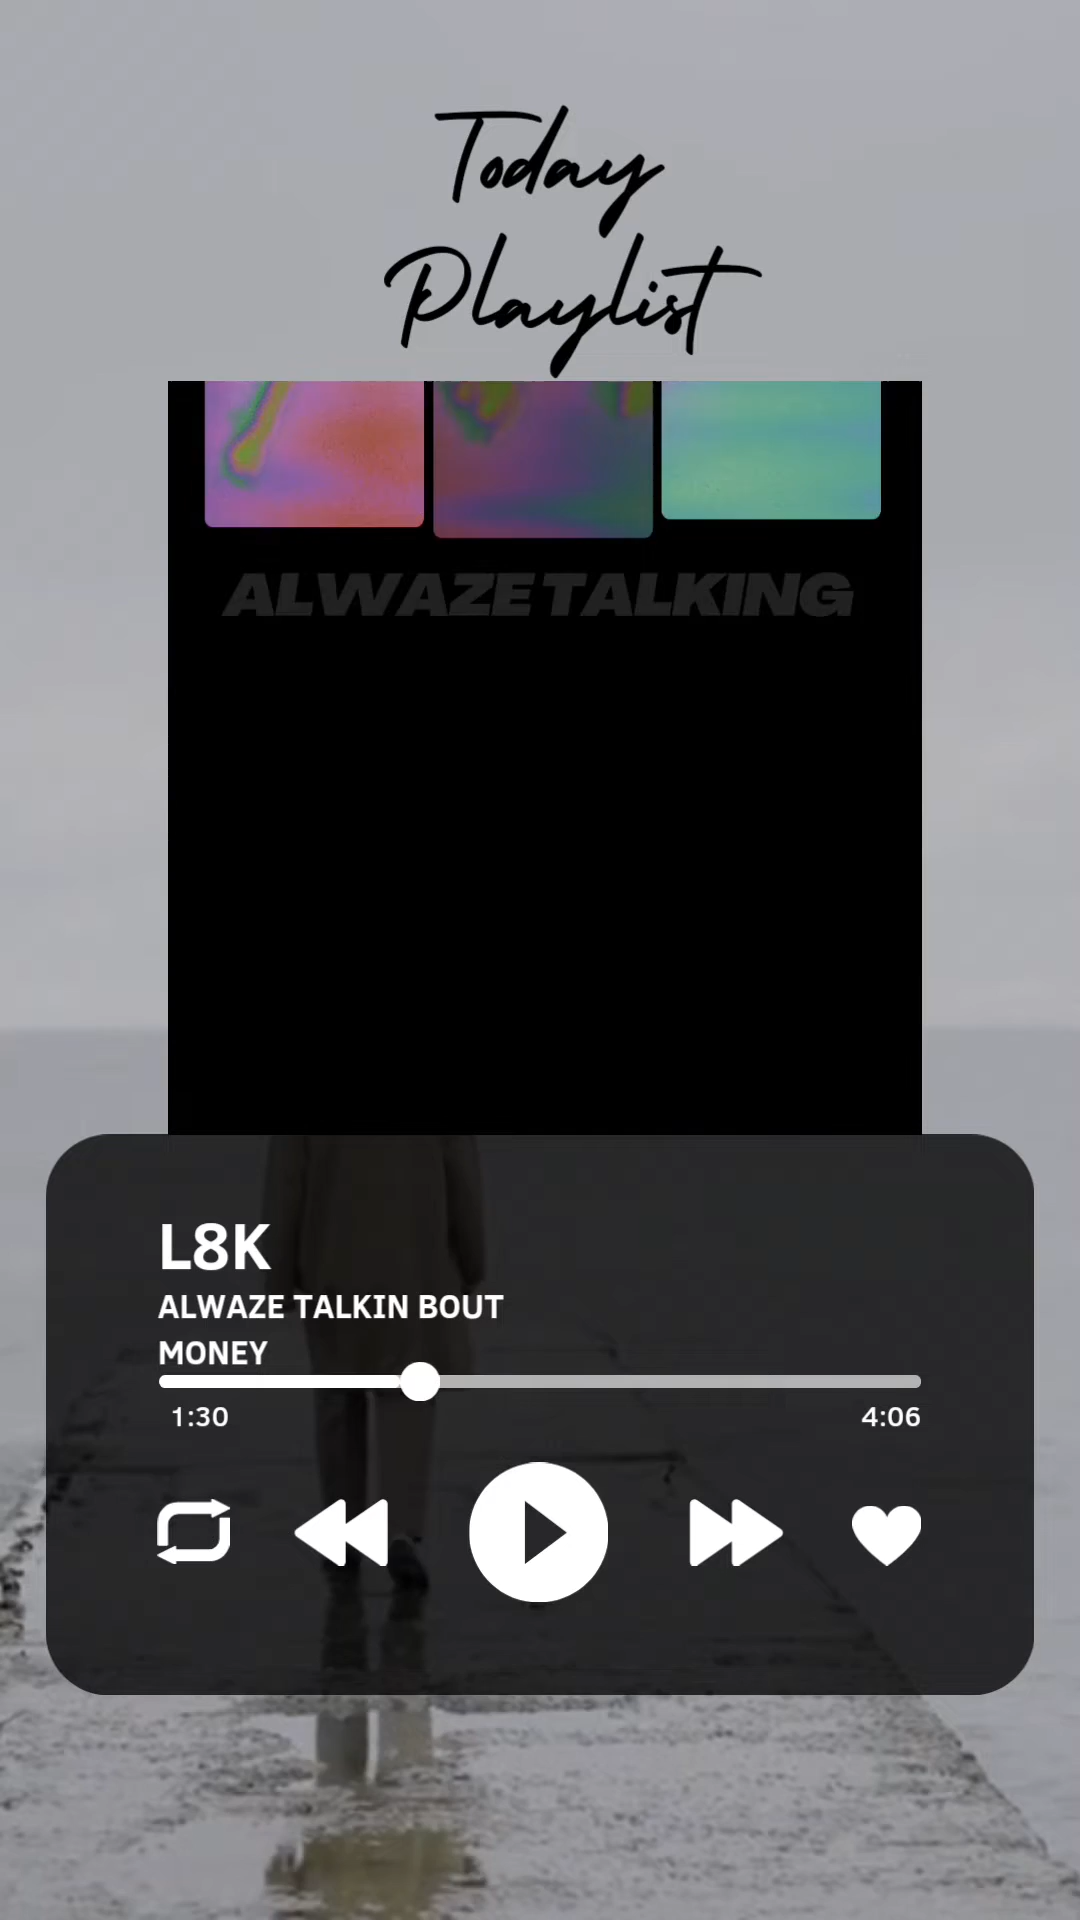 Today
Playlist
ALWAZE TALKING
L8K
ALWAZE TALKIN BOUT
MONEY
1:30
4:06